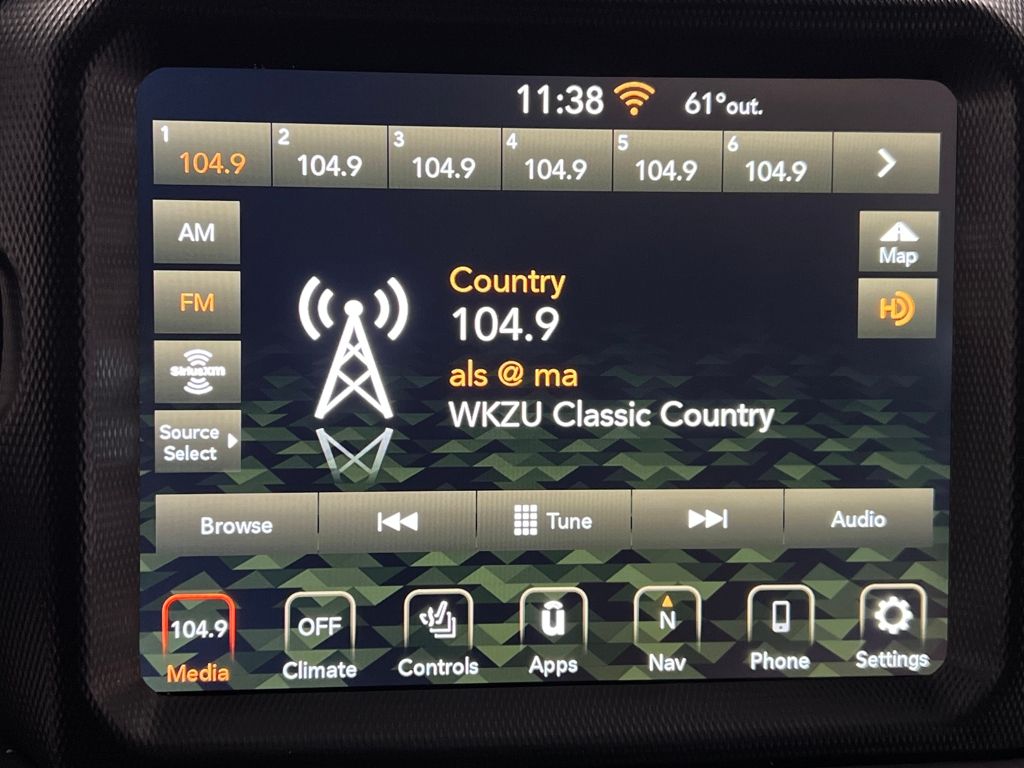 11:38 61°out.
1 104.9 2 104.9 3 104.9 4 104.9 5 104.9 6 104.9
AM
Map
FM
HD
SiriusXM
Source
Select
Country
104.9
als @ ma
WKZU Classic Country
Browse Tune Audio
104.9 OFF û N
Media Climate Controls Apps Nav Phone Settings